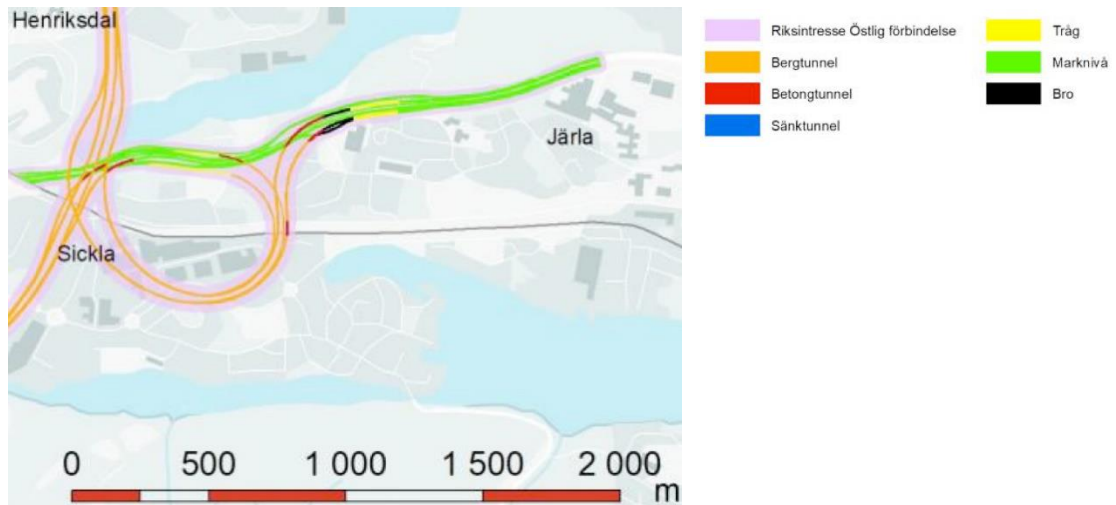 Henriksdal
Järla
Sickla
0 500 1 000 1 500 2 000
m
Riksintresse Östlig förbindelse
Bergtunnel
Betongtunnel
Sänktunnel
Tråg
Marknivå
Bro